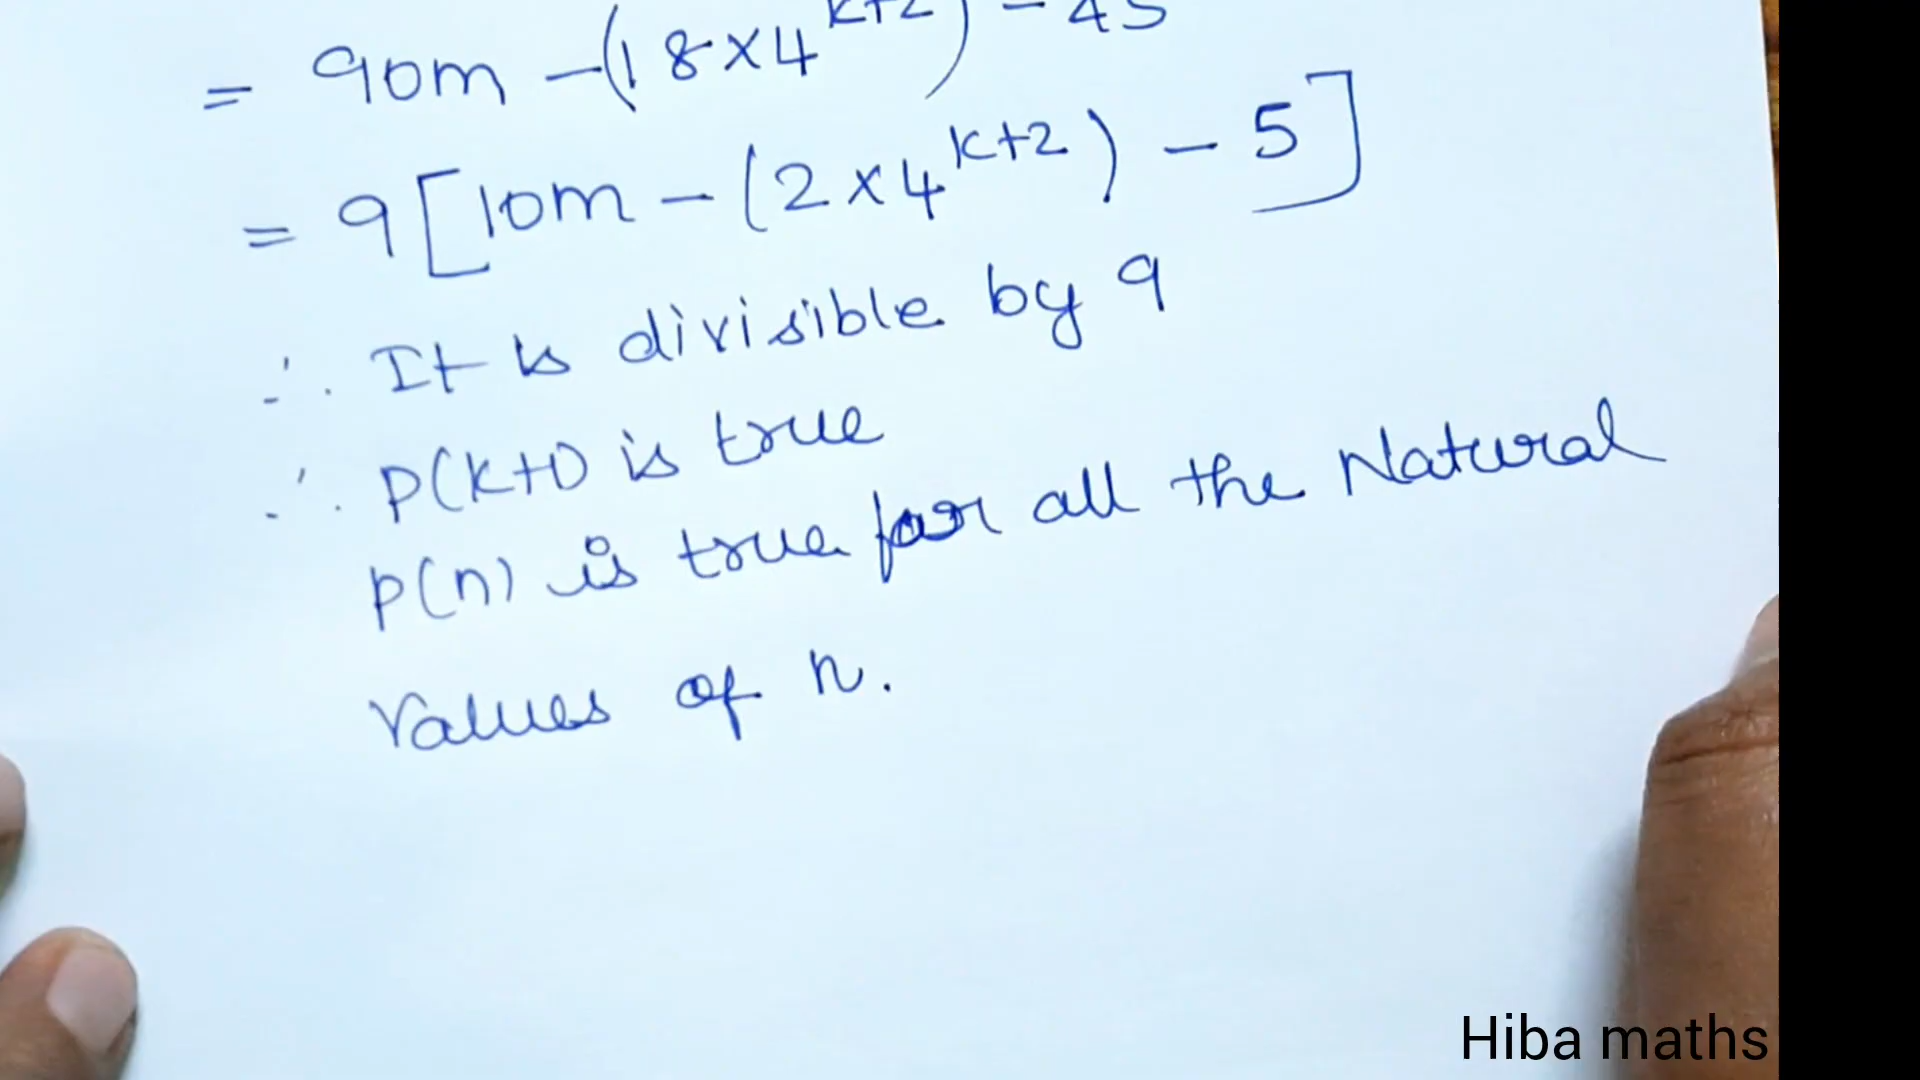 = 90m - (18×4^{k+2}) - 45
= 9[10m - (2×4^{k+2}) - 5]
∴ It is divisible by 9
∴ P(k+1) is true
P(n) is true for all the Natural
Values of n.
Hiba maths